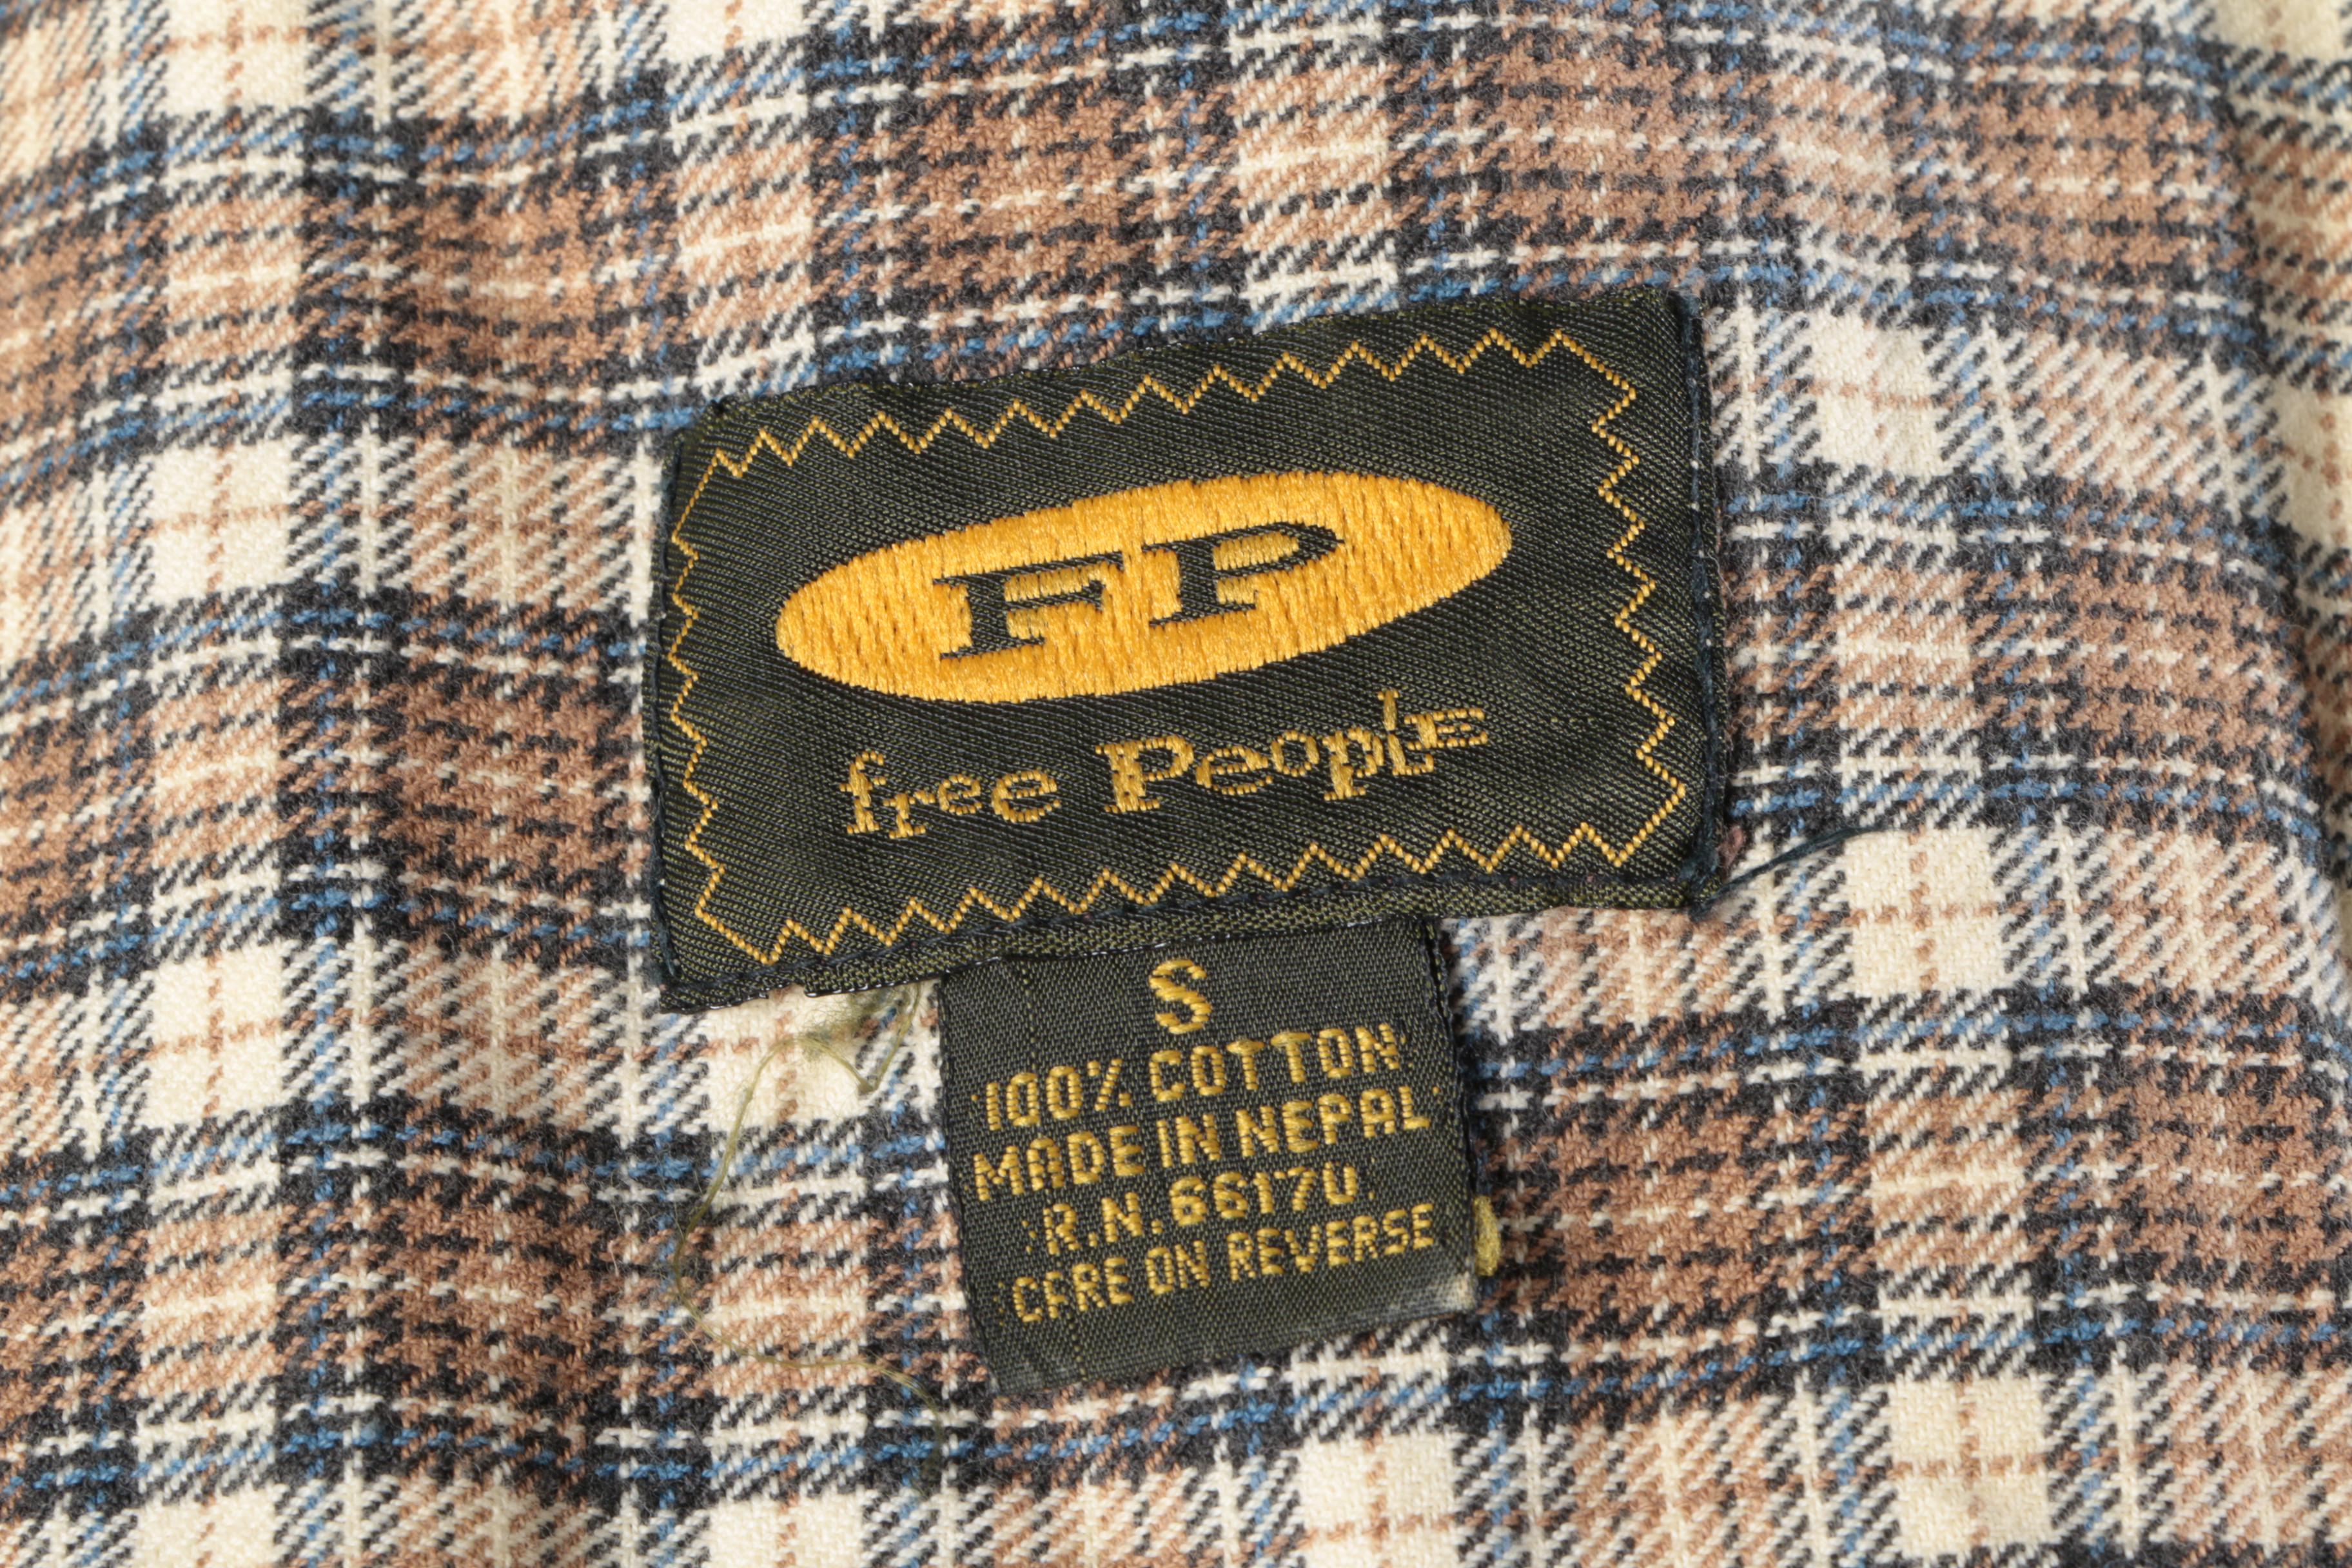 FP
free People
S
100% COTTON
MADE IN NEPAL
R.N. 66170
CARE ON REVERSE